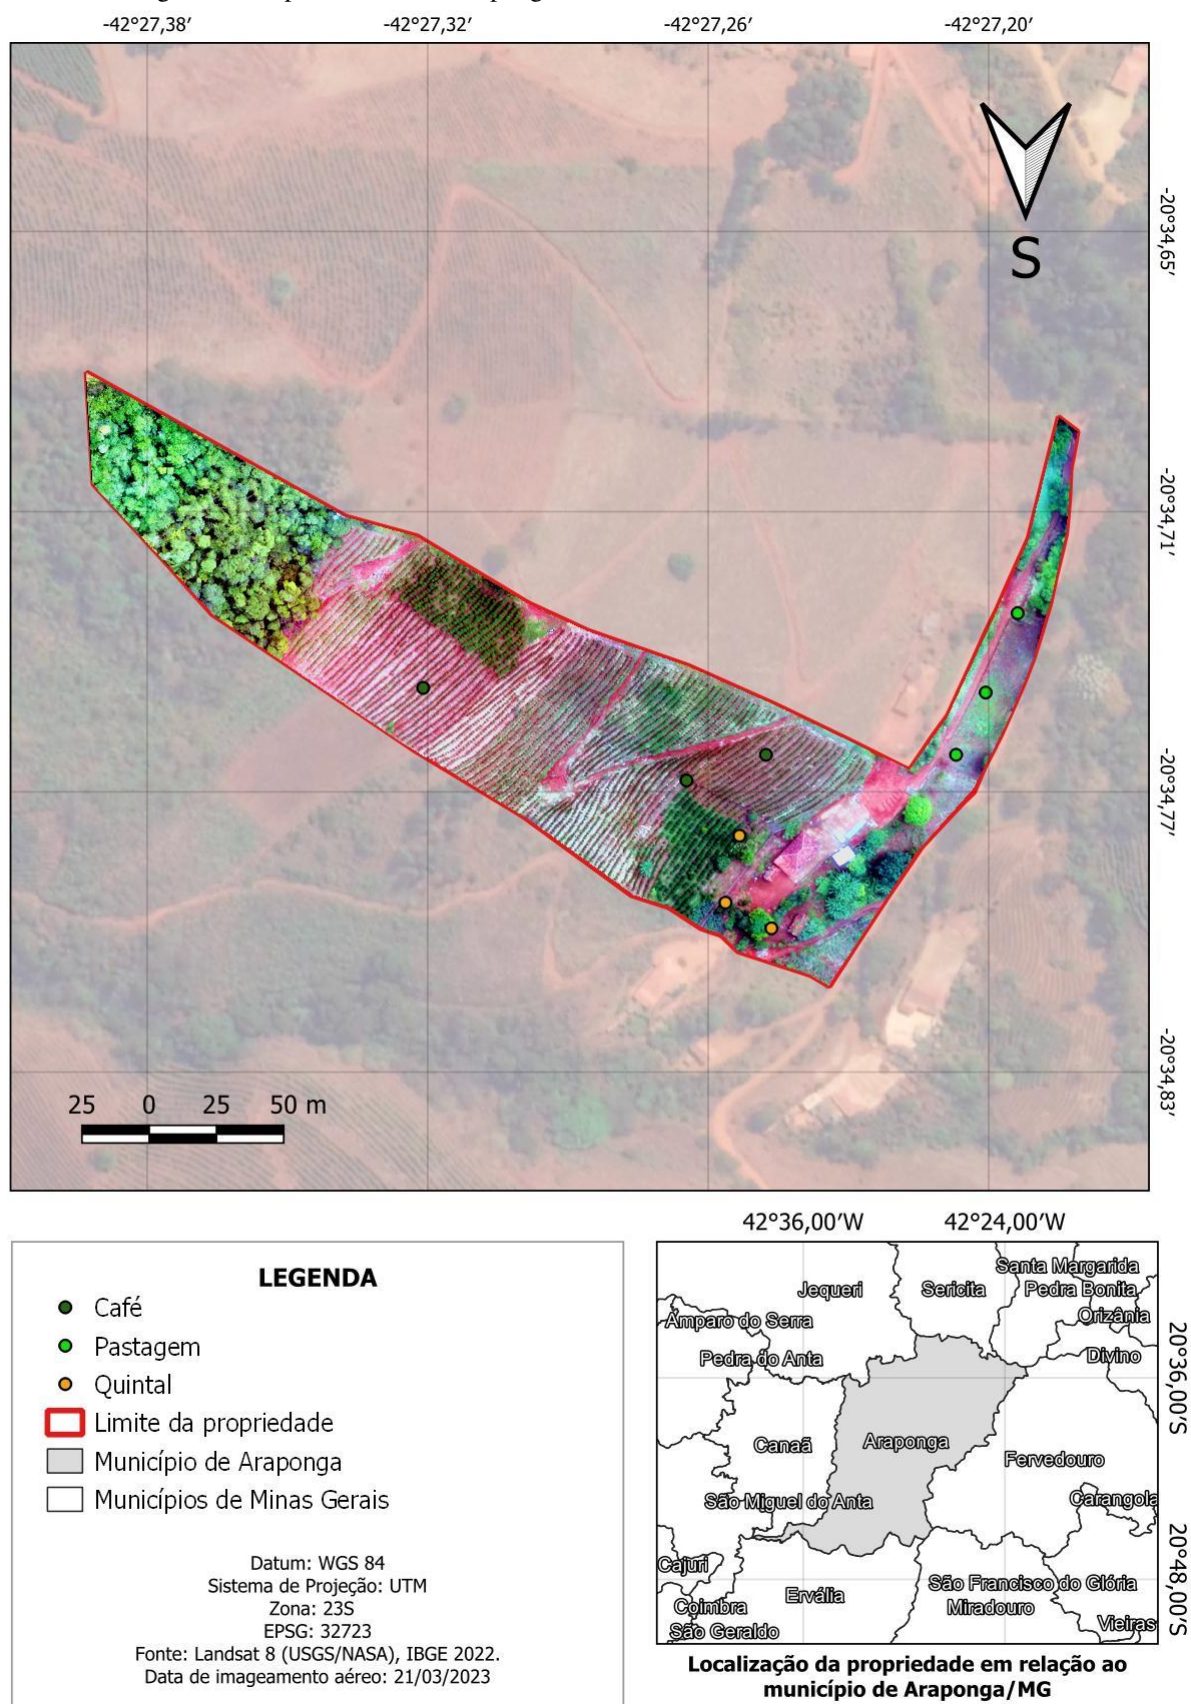 -42°27,38′ -42°27,32′ -42°27,26′ -42°27,20′
S
-20°34,65′
-20°34,71′
-20°34,77′
-20°34,83′
25 0 25 50 m
LEGENDA
Café
Pastagem
Quintal
Limite da propriedade
Município de Araponga
Municípios de Minas Gerais
Datum: WGS 84
Sistema de Projeção: UTM
Zona: 23S
EPSG: 32723
Fonte: Landsat 8 (USGS/NASA), IBGE 2022.
Data de imageamento aéreo: 21/03/2023
42°36,00′W 42°24,00′W
Santa Margarida
Jequeri Sericita Pedra Bonita
Orizânia
Amparo do Serra
Pedra do Anta Divino
20°36,00′S
Canaã Araponga
Fervedouro
São Miguel do Anta Carangola
20°48,00′S
Cajuri
Ervália São Francisco do Glória
Coimbra Miradouro
São Geraldo Vieiras
Localização da propriedade em relação ao
município de Araponga/MG